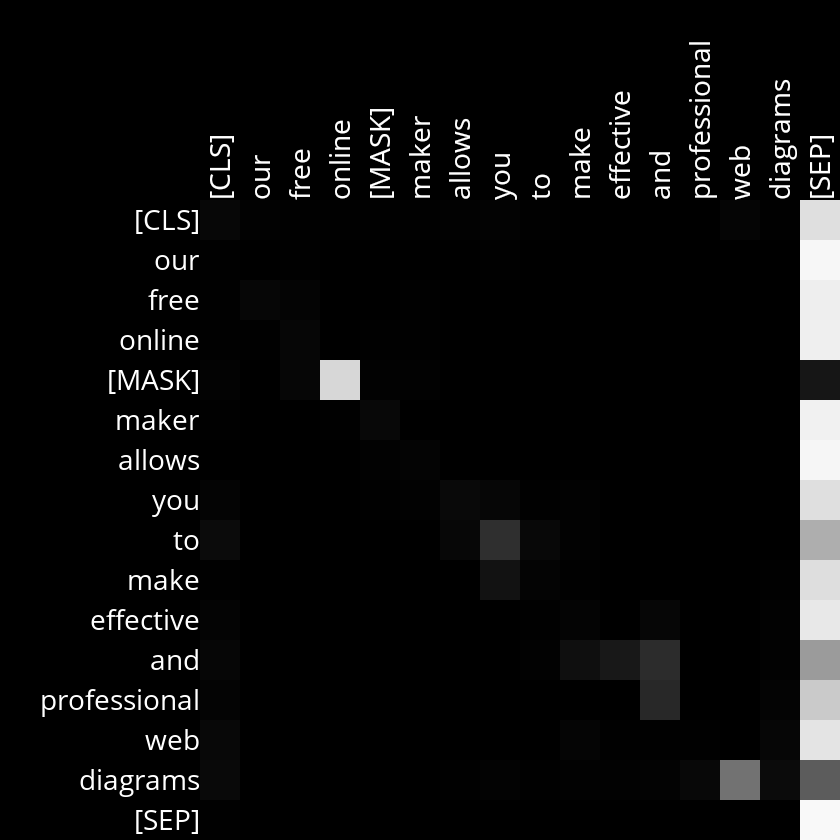 [CLS] our free online [MASK] maker allows you to make effective and professional web diagrams [SEP]
[CLS]
our
free
online
[MASK]
maker
allows
you
to
make
effective
and
professional
web
diagrams
[SEP]